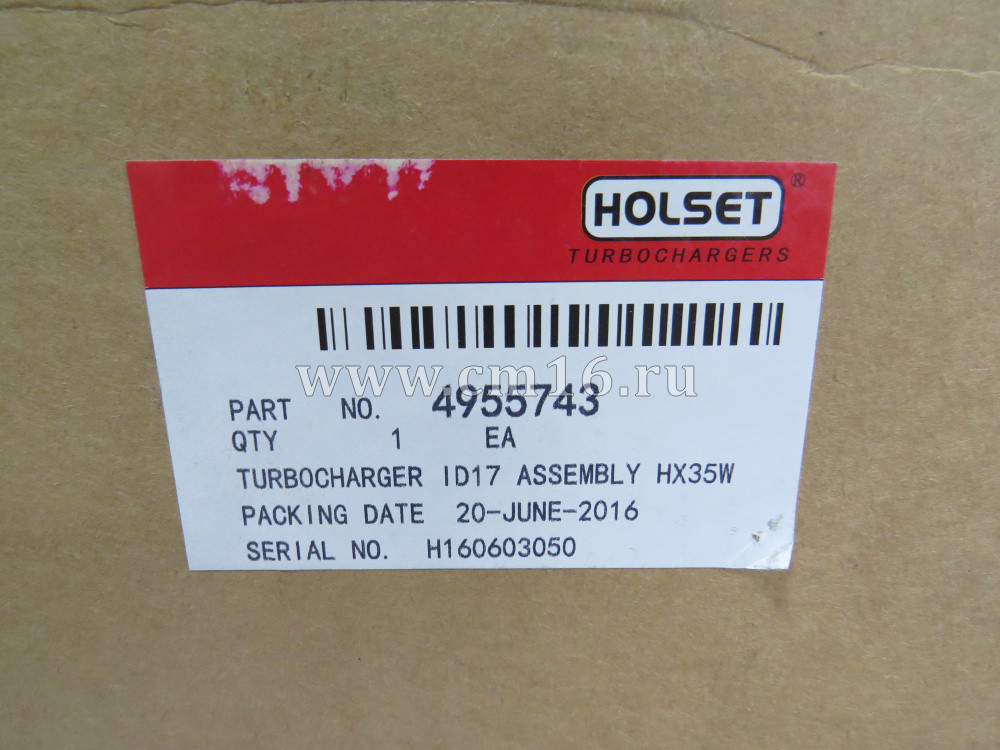 HOLSET®
TURBOCHARGERS
www.cm16.ru
PART NO. 4955743
QTY 1 EA
TURBOCHARGER ID17 ASSEMBLY HX35W
PACKING DATE 20-JUNE-2016
SERIAL NO. H160603050